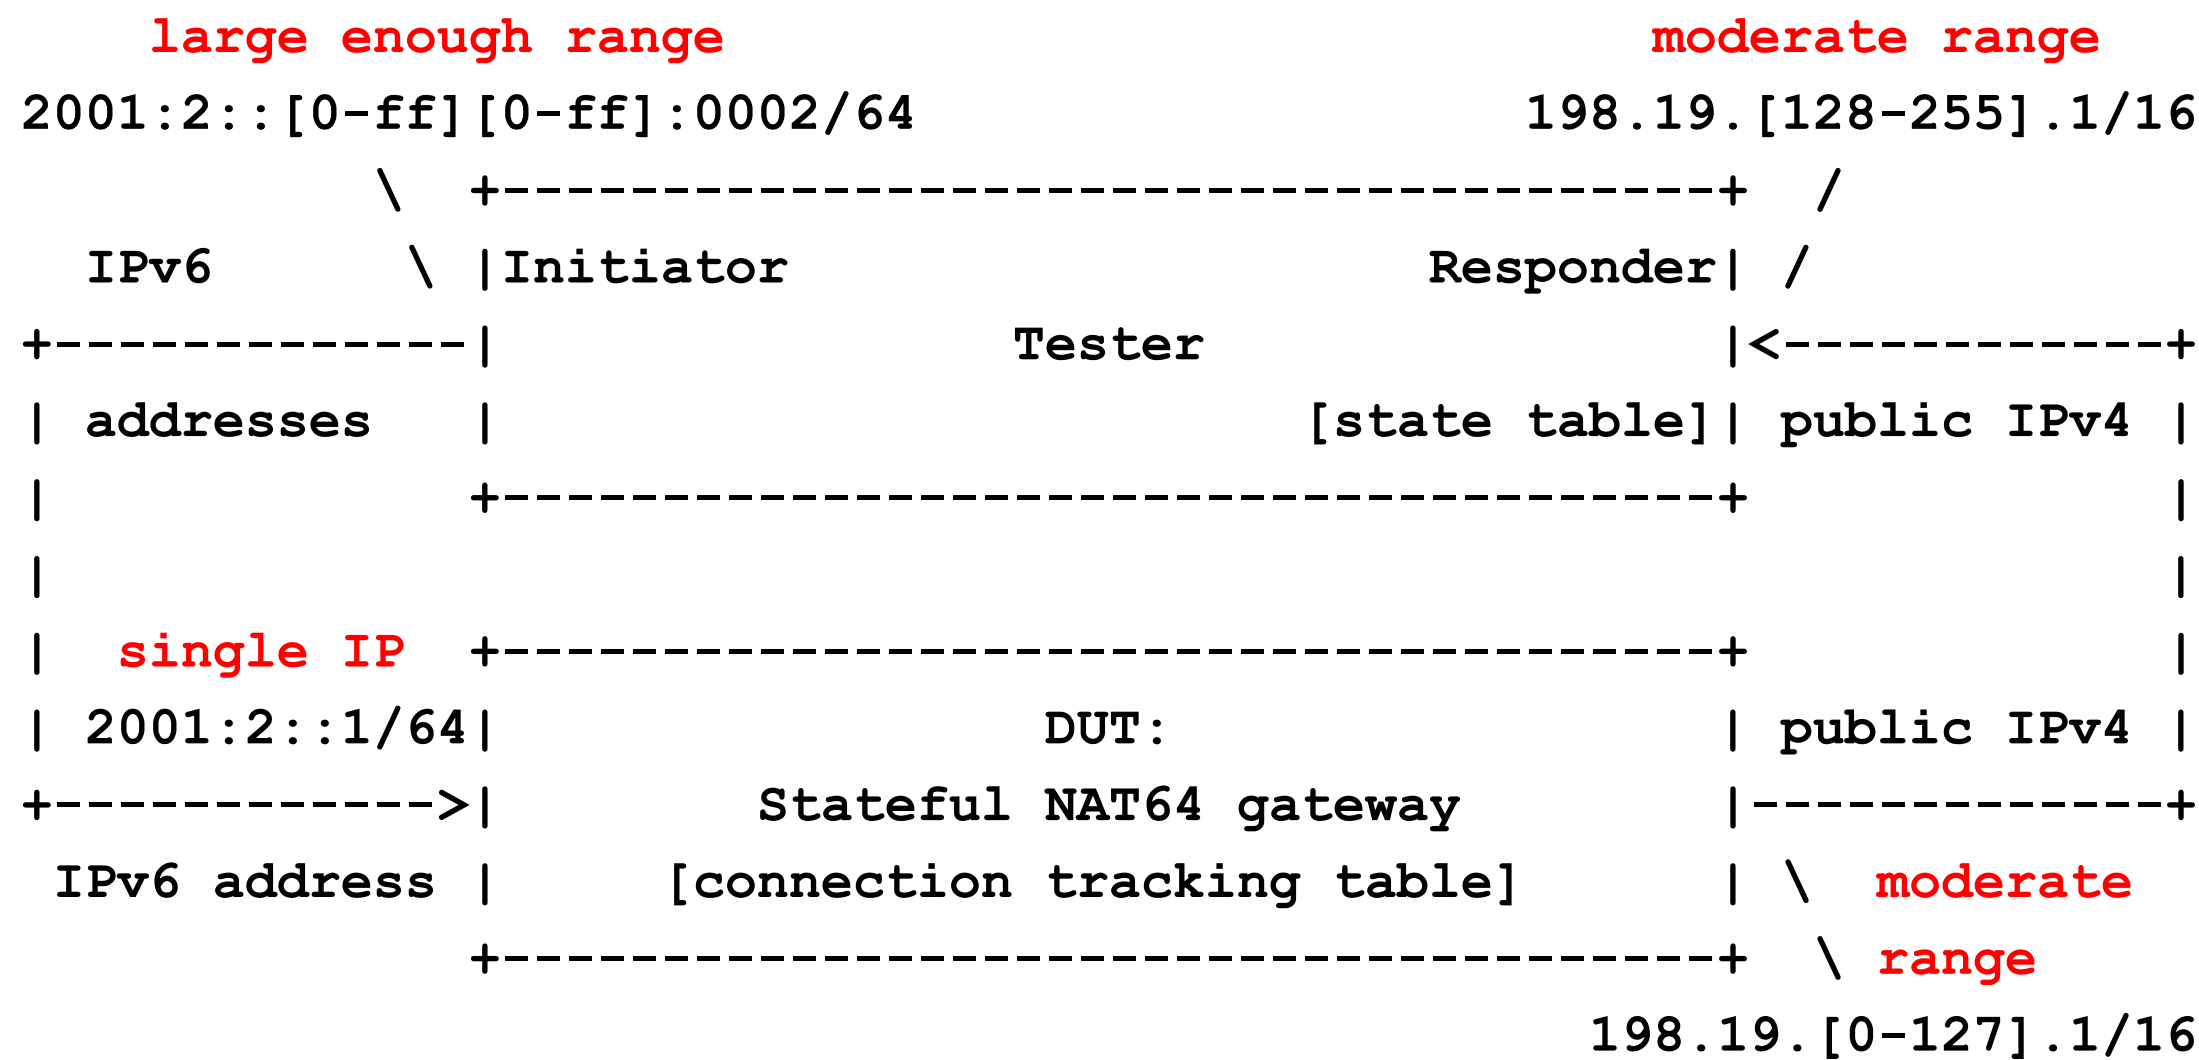 large enough range                             moderate range
2001:2::[0-ff][0-ff]:0002/64                   198.19.[128-255].1/16
           \  +--------------------------------------+  /
  IPv6      \ |Initiator                    Responder| /
+-------------|                Tester                |<------------+
| addresses   |                         [state table]| public IPv4 |
|             +--------------------------------------+             |
|                                                                  |
|  single IP  +--------------------------------------+             |
| 2001:2::1/64|                 DUT:                 | public IPv4 |
+------------>|        Stateful NAT64 gateway        |-------------+
 IPv6 address |     [connection tracking table]      | \  moderate
              +--------------------------------------+  \ range
                                                 198.19.[0-127].1/16